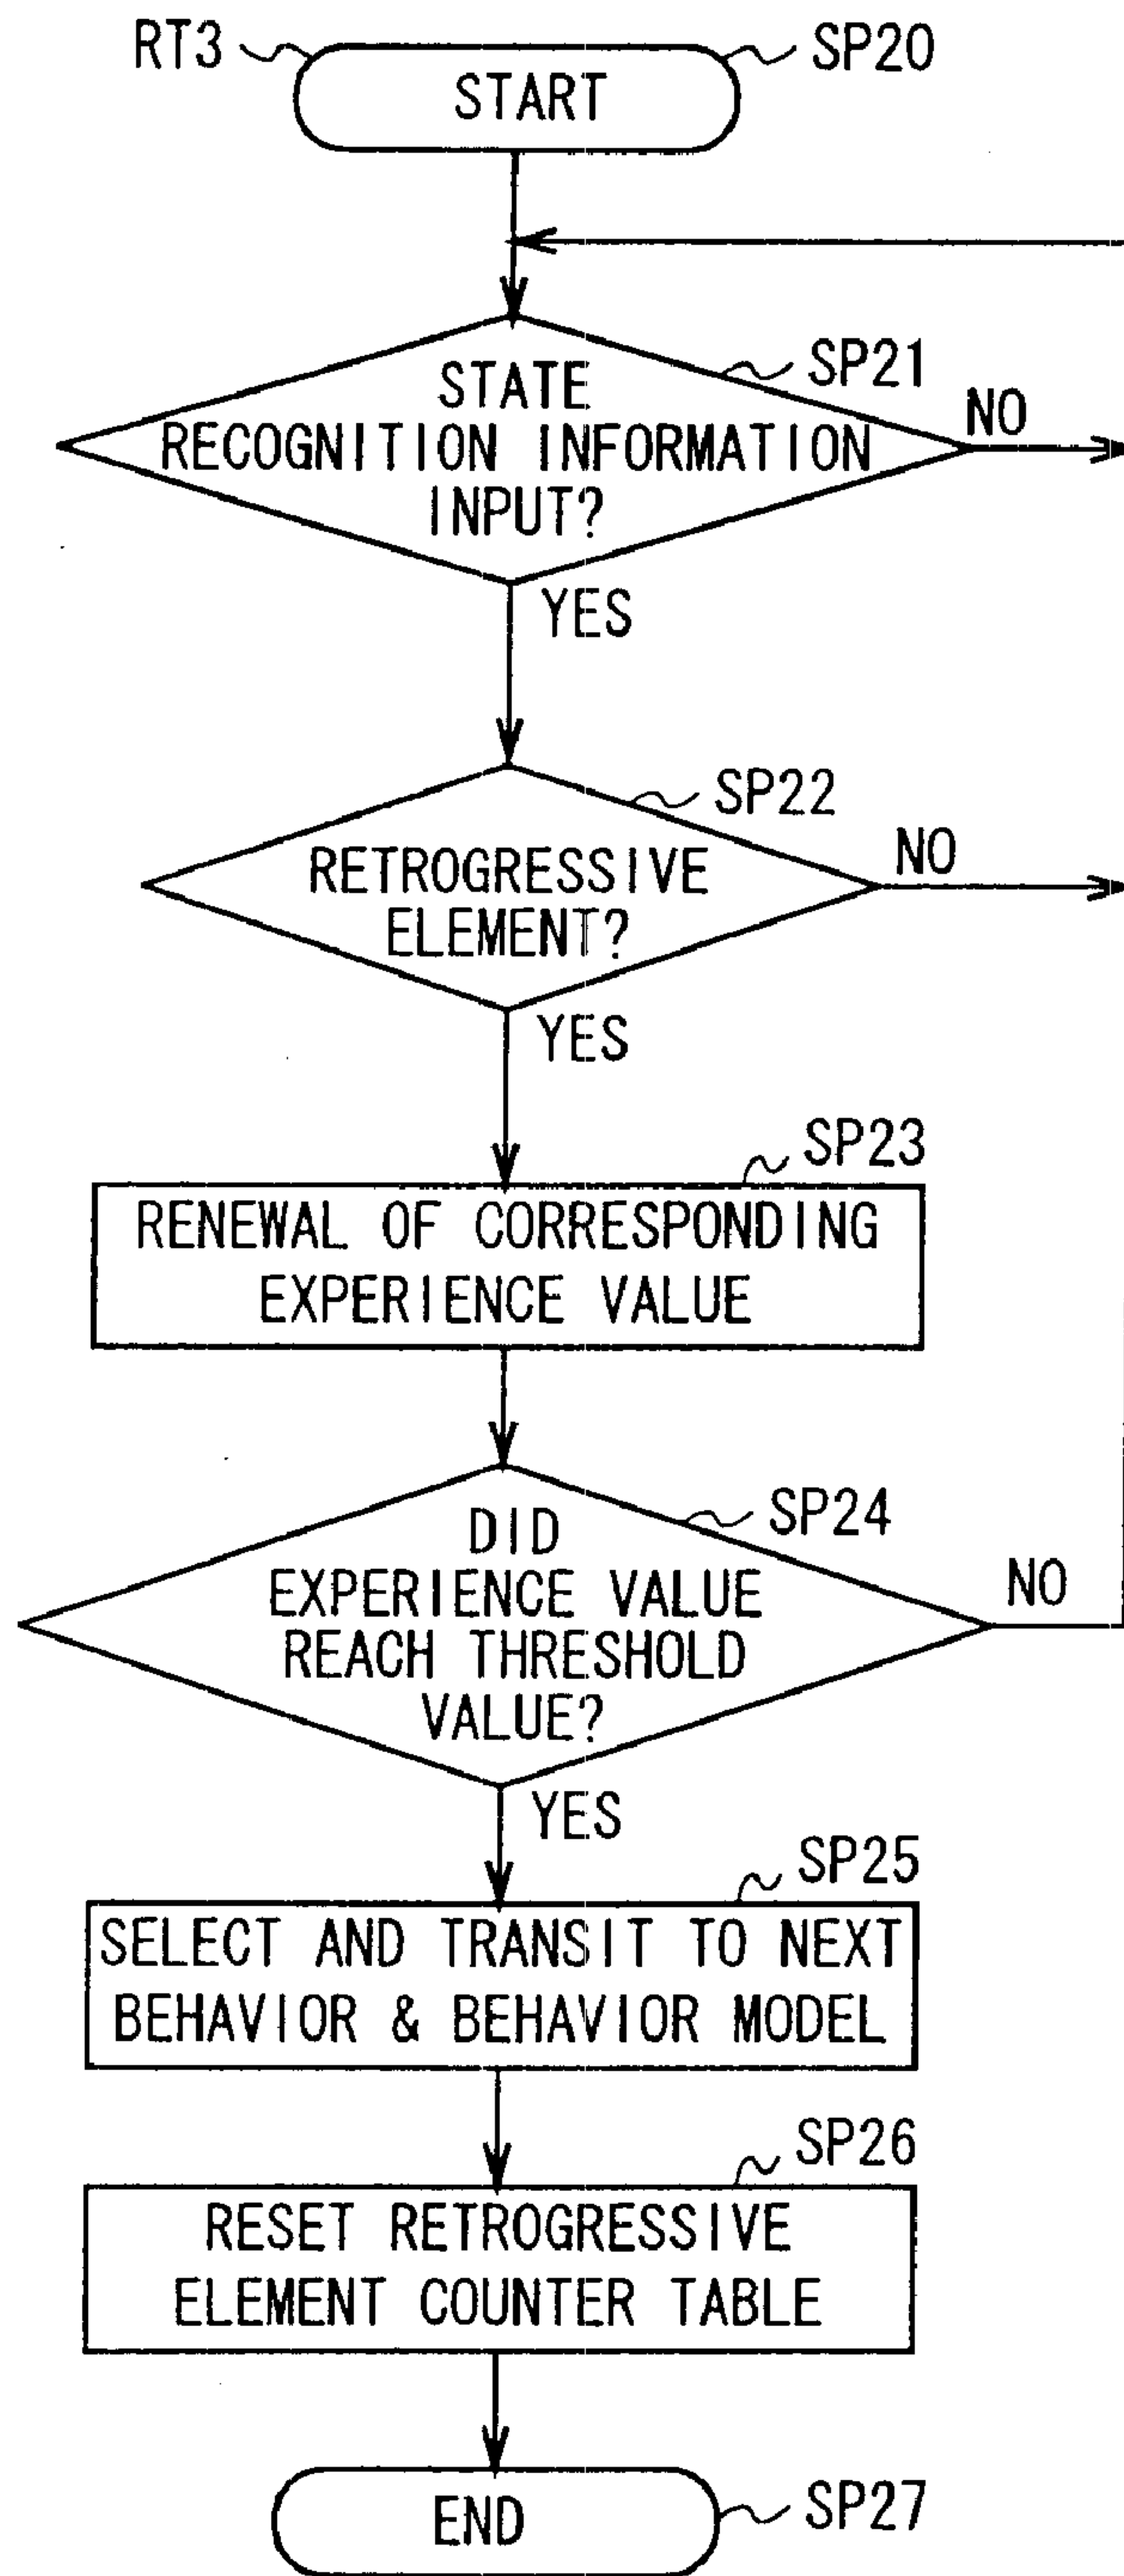 RT3
SP20
START
SP21
STATE
RECOGNITION INFORMATION
INPUT?
NO
YES
SP22
RETROGRESSIVE
ELEMENT?
NO
YES
SP23
RENEWAL OF CORRESPONDING
EXPERIENCE VALUE
SP24
DID
EXPERIENCE VALUE
REACH THRESHOLD
VALUE?
NO
YES
SP25
SELECT AND TRANSIT TO NEXT
BEHAVIOR & BEHAVIOR MODEL
SP26
RESET RETROGRESSIVE
ELEMENT COUNTER TABLE
END
SP27